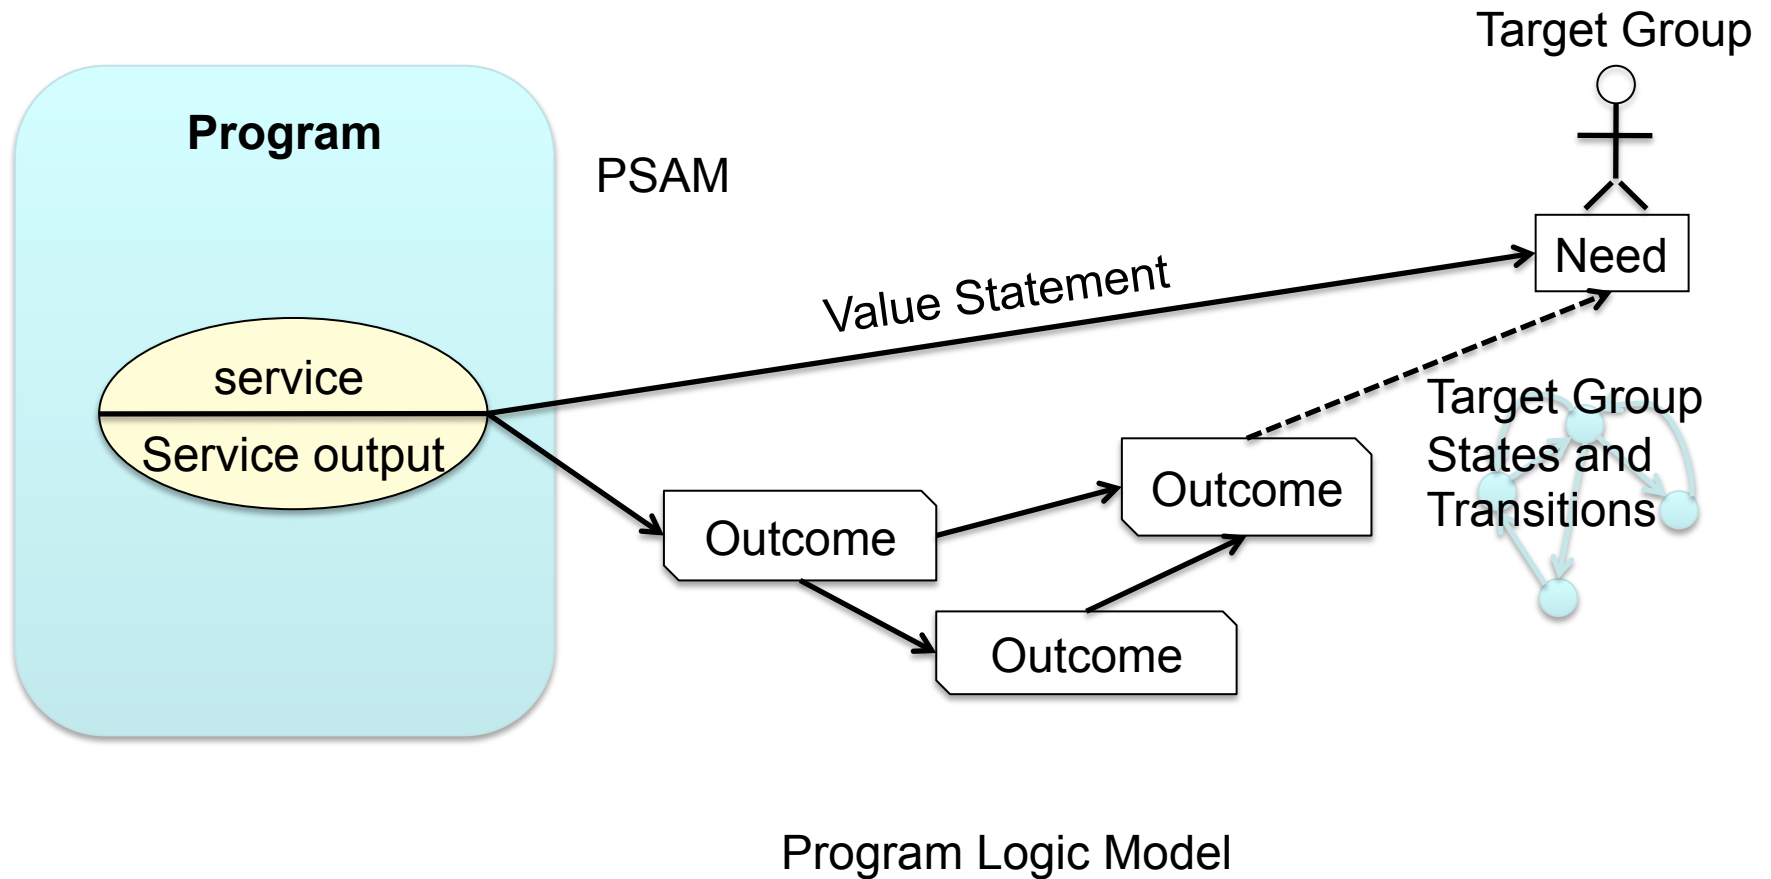 Target Group
Program
PSAM
Need
Value Statement
service
Service output
Target Group
States and
Transitions
Outcome
Outcome
Outcome
Program Logic Model